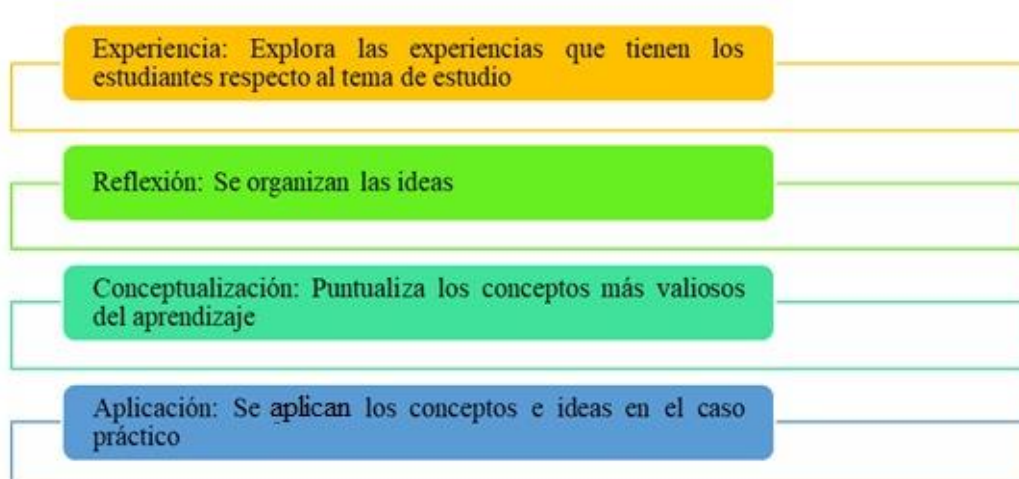 Experiencia: Explora las experiencias que tienen los
estudiantes respecto al tema de estudio
Reflexión: Se organizan las ideas
Conceptualización: Puntualiza los conceptos más valiosos
del aprendizaje
Aplicación: Se aplican los conceptos e ideas en el caso
práctico